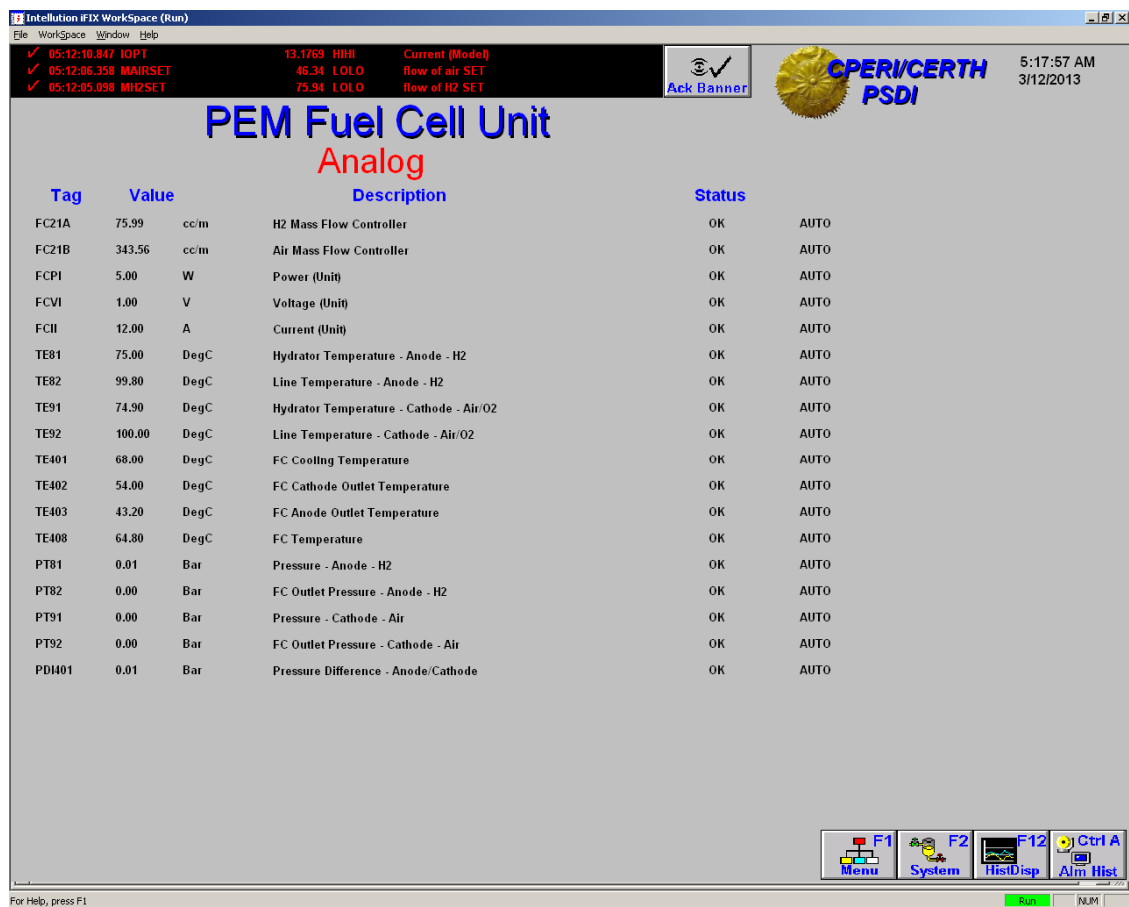 Intellution iFIX WorkSpace (Run)
File WorkSpace Window Help
05:12:10.847 IOPT 13.1769 HIHI Current (Model)
05:12:06.358 MAIRSET 46.34 LOLO flow of air SET
05:12:05.098 MH2SET 75.94 LOLO flow of H2 SET
Ack Banner
CPERI/CERTH
PSDI
5:17:57 AM
3/12/2013
PEM Fuel Cell Unit
Analog
Tag Value Description Status
FC21A 75.99 cc/m H2 Mass Flow Controller OK AUTO
FC21B 343.56 cc/m Air Mass Flow Controller OK AUTO
FCPI 5.00 W Power (Unit) OK AUTO
FCVI 1.00 V Voltage (Unit) OK AUTO
FCII 12.00 A Current (Unit) OK AUTO
TE81 75.00 DegC Hydrator Temperature - Anode - H2 OK AUTO
TE82 99.80 DegC Line Temperature - Anode - H2 OK AUTO
TE91 74.90 DegC Hydrator Temperature - Cathode - Air/O2 OK AUTO
TE92 100.00 DegC Line Temperature - Cathode - Air/O2 OK AUTO
TE401 68.00 DegC FC Cooling Temperature OK AUTO
TE402 54.00 DegC FC Cathode Outlet Temperature OK AUTO
TE403 43.20 DegC FC Anode Outlet Temperature OK AUTO
TE408 64.80 DegC FC Temperature OK AUTO
PT81 0.01 Bar Pressure - Anode - H2 OK AUTO
PT82 0.00 Bar FC Outlet Pressure - Anode - H2 OK AUTO
PT91 0.00 Bar Pressure - Cathode - Air OK AUTO
PT92 0.00 Bar FC Outlet Pressure - Cathode - Air OK AUTO
PDI401 0.01 Bar Pressure Difference - Anode/Cathode OK AUTO
F1 F2 F12 Ctrl A
Menu System HistDisp Alm Hist
For Help, press F1 Run NUM